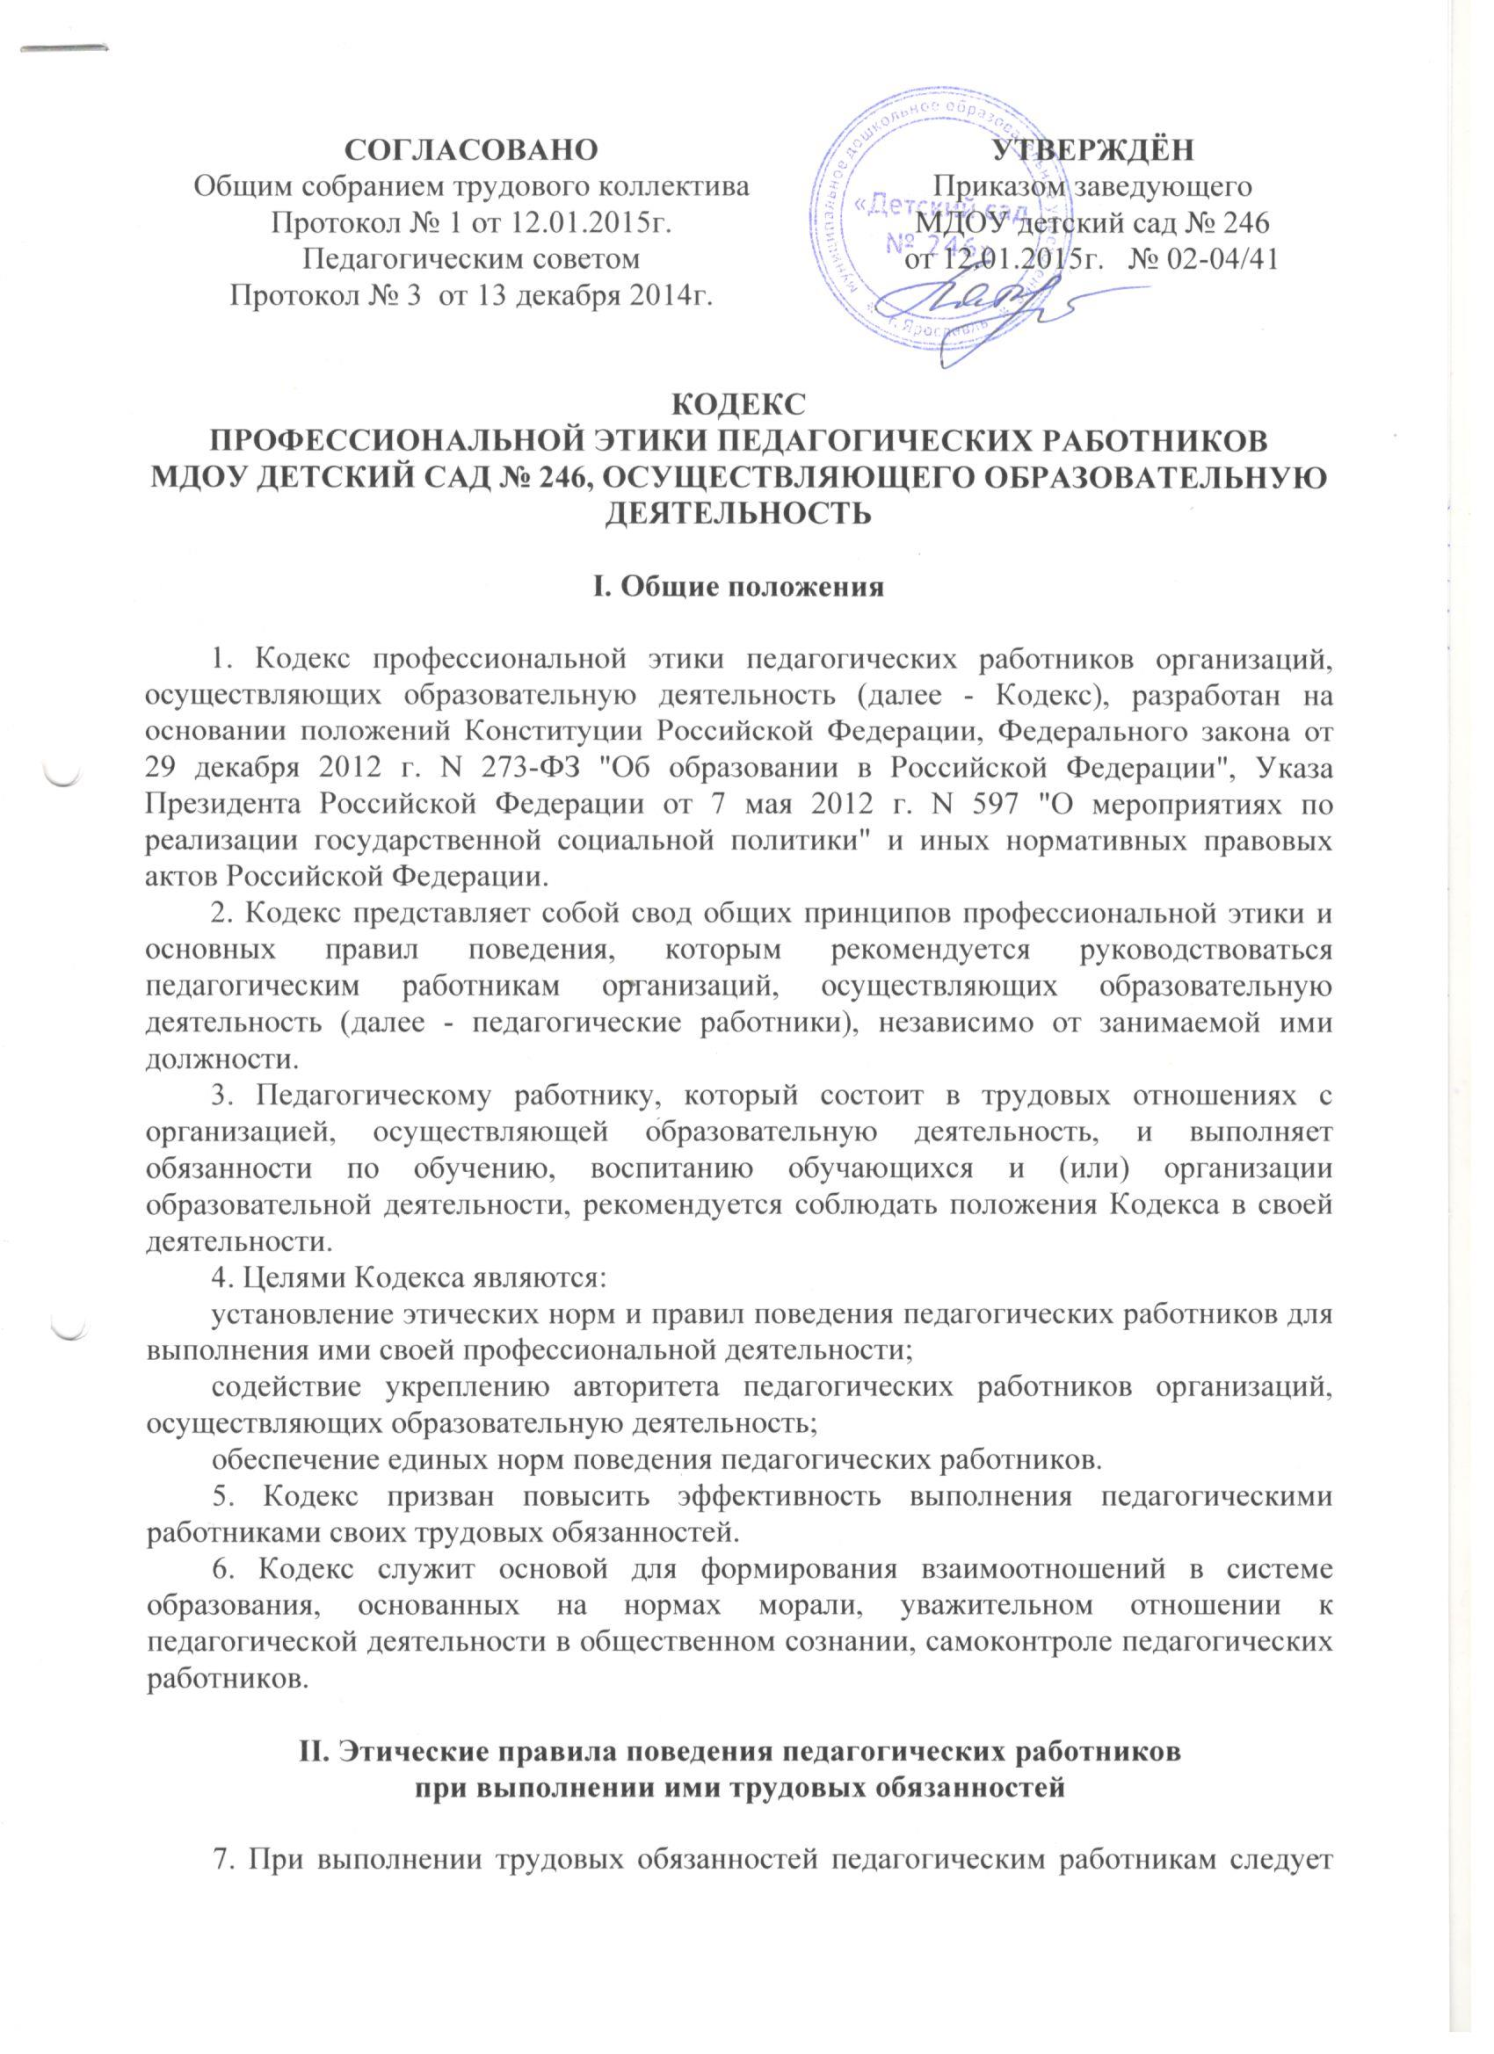 СОГЛАСОВАНО
Общим собранием трудового коллектива
Протокол № 1 от 12.01.2015г.
Педагогическим советом
Протокол № 3 от 13 декабря 2014г.
УТВЕРЖДЁН
Приказом заведующего
МДОУ детский сад № 246
от 12.01.2015г. № 02-04/41
муниципальное дошкольное образовательное
«Детский сад
№ 246»
г. Ярославль
КОДЕКС
ПРОФЕССИОНАЛЬНОЙ ЭТИКИ ПЕДАГОГИЧЕСКИХ РАБОТНИКОВ
МДОУ ДЕТСКИЙ САД № 246, ОСУЩЕСТВЛЯЮЩЕГО ОБРАЗОВАТЕЛЬНУЮ
ДЕЯТЕЛЬНОСТЬ
I. Общие положения
1. Кодекс профессиональной этики педагогических работников организаций,
осуществляющих образовательную деятельность (далее - Кодекс), разработан на
основании положений Конституции Российской Федерации, Федерального закона от
29 декабря 2012 г. N 273-ФЗ "Об образовании в Российской Федерации", Указа
Президента Российской Федерации от 7 мая 2012 г. N 597 "О мероприятиях по
реализации государственной социальной политики" и иных нормативных правовых
актов Российской Федерации.
2. Кодекс представляет собой свод общих принципов профессиональной этики и
основных правил поведения, которым рекомендуется руководствоваться
педагогическим работникам организаций, осуществляющих образовательную
деятельность (далее - педагогические работники), независимо от занимаемой ими
должности.
3. Педагогическому работнику, который состоит в трудовых отношениях с
организацией, осуществляющей образовательную деятельность, и выполняет
обязанности по обучению, воспитанию обучающихся и (или) организации
образовательной деятельности, рекомендуется соблюдать положения Кодекса в своей
деятельности.
4. Целями Кодекса являются:
установление этических норм и правил поведения педагогических работников для
выполнения ими своей профессиональной деятельности;
содействие укреплению авторитета педагогических работников организаций,
осуществляющих образовательную деятельность;
обеспечение единых норм поведения педагогических работников.
5. Кодекс призван повысить эффективность выполнения педагогическими
работниками своих трудовых обязанностей.
6. Кодекс служит основой для формирования взаимоотношений в системе
образования, основанных на нормах морали, уважительном отношении к
педагогической деятельности в общественном сознании, самоконтроле педагогических
работников.
II. Этические правила поведения педагогических работников
при выполнении ими трудовых обязанностей
7. При выполнении трудовых обязанностей педагогическим работникам следует